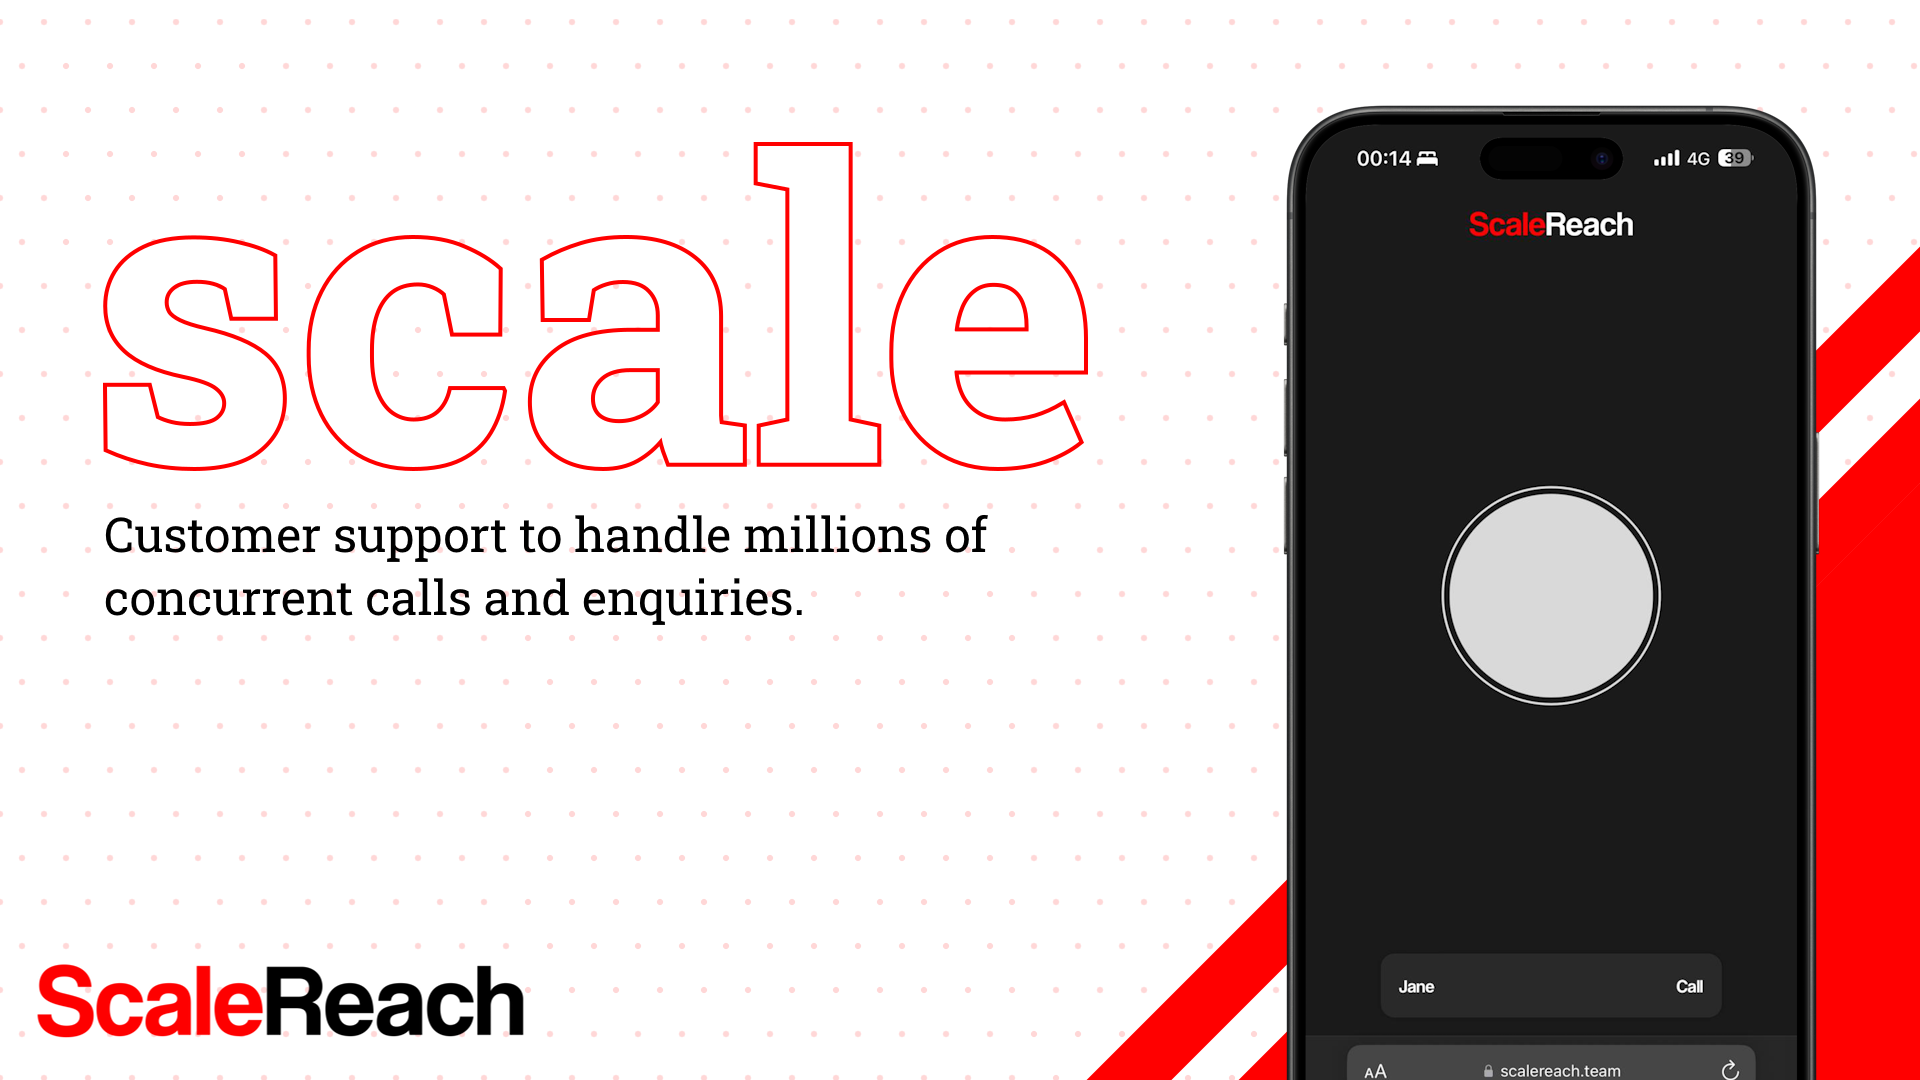 scale
Customer support to handle millions of
concurrent calls and enquiries.
ScaleReach
00:14
4G 39
ScaleReach
Jane Call
AA scalereach.team